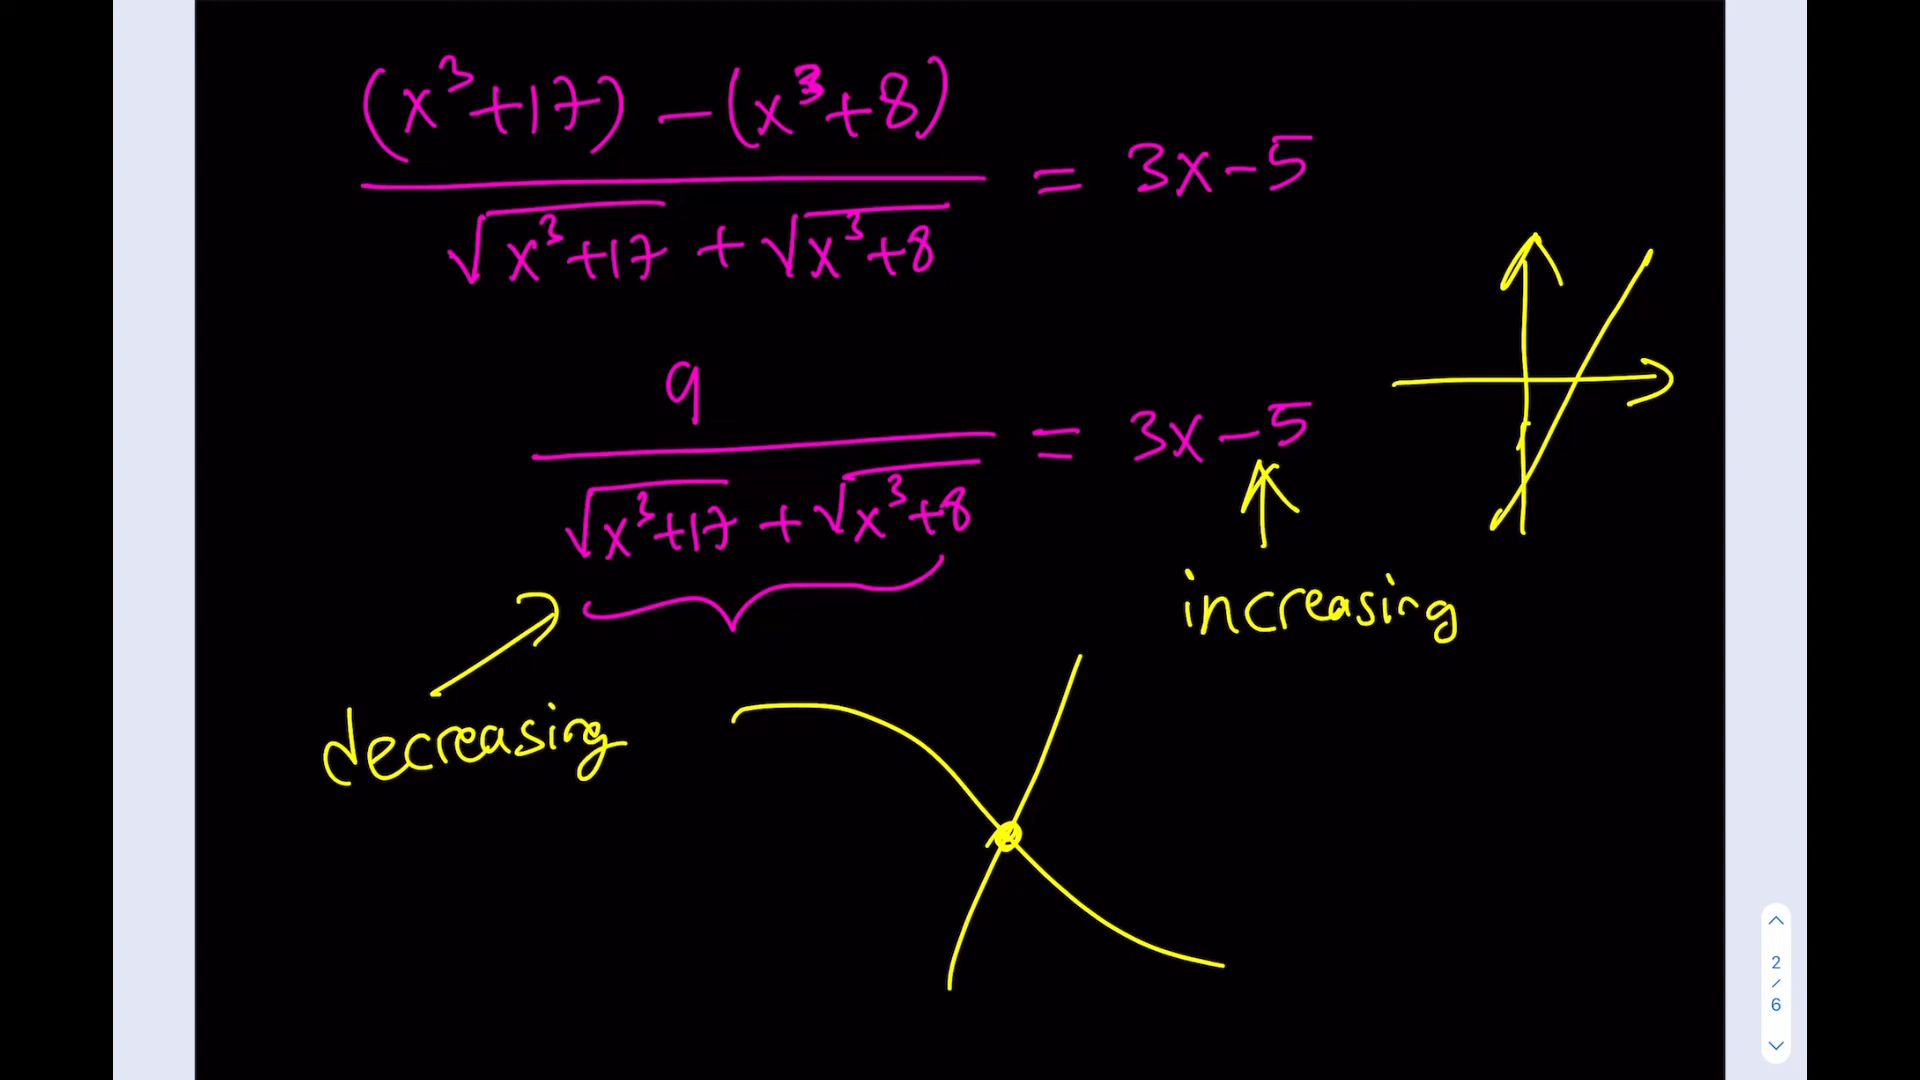 (x³+17) – (x³+8)
√x³+17 + √x³+8
= 3x-5
9
√x³+17 + √x³+8
= 3x-5
increasing
decreasing
2
/
6